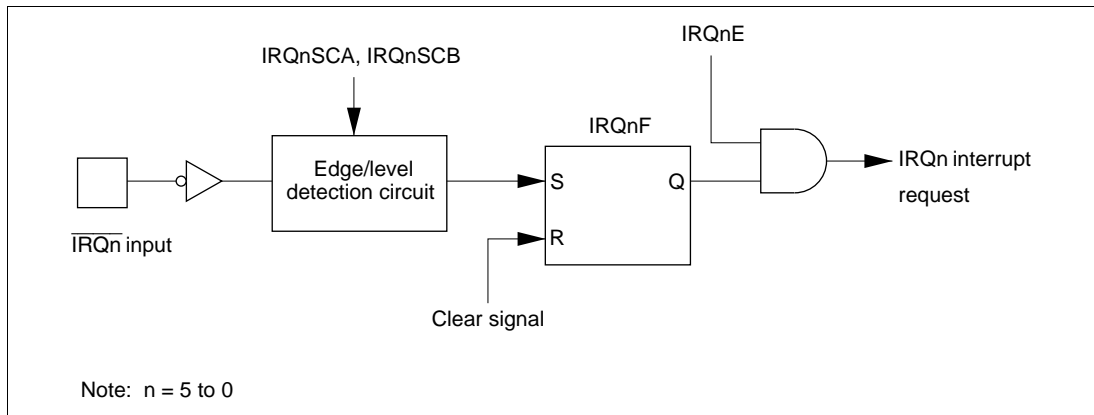 IRQnE
IRQnSCA, IRQnSCB
IRQnF
Edge/level
detection circuit
S
Q
R
IRQn interrupt
request
IRQn input
Clear signal
Note: n = 5 to 0